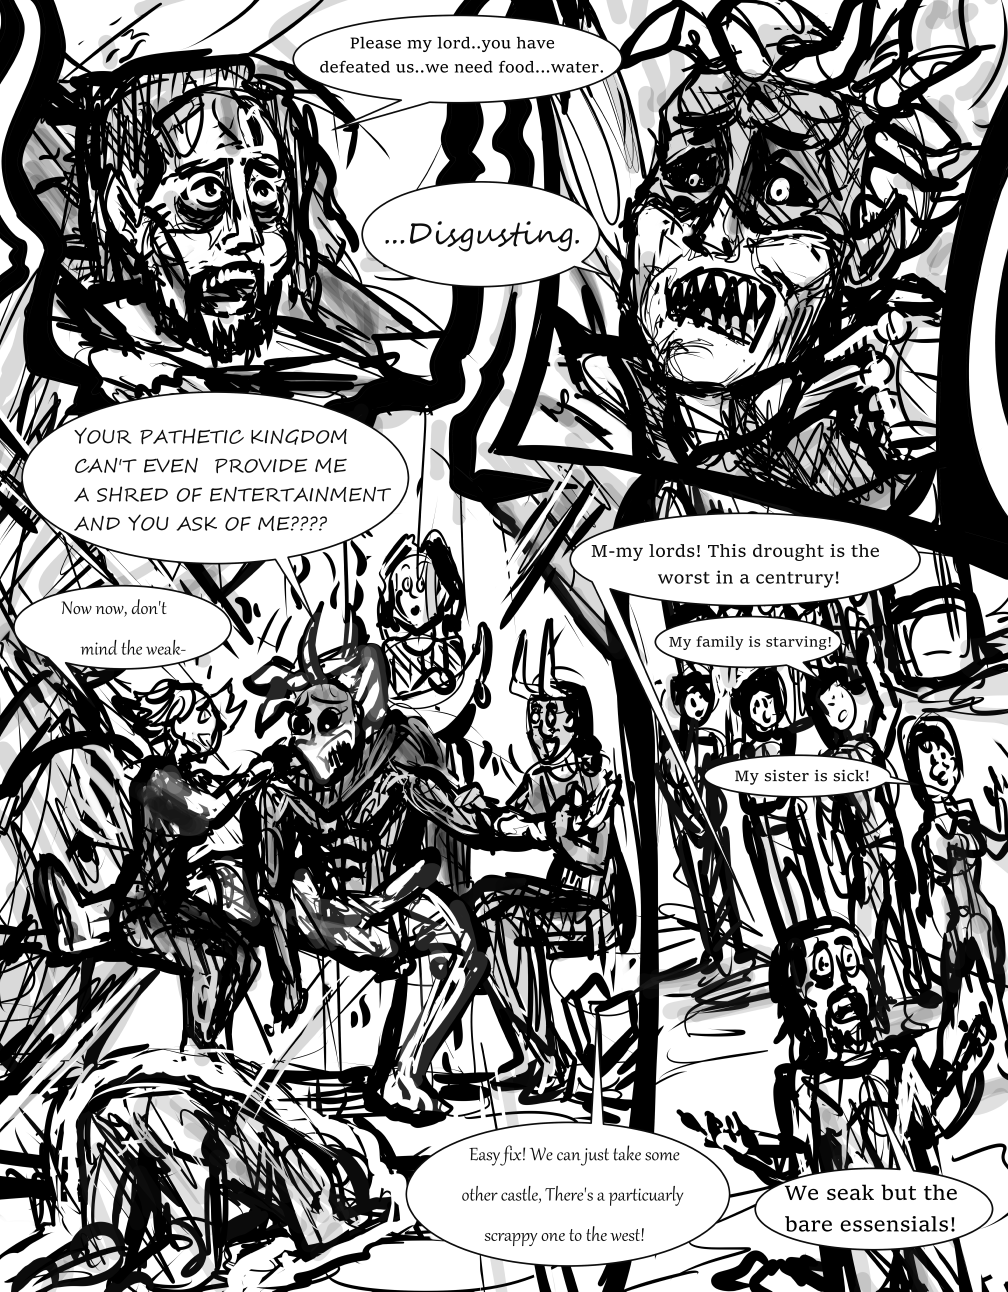 Please my lord..you have
defeated us..we need food...water.
...Disgusting.
YOUR PATHETIC KINGDOM
CAN'T EVEN PROVIDE ME
A SHRED OF ENTERTAINMENT
AND YOU ASK OF ME????
Now now, don't
mind the weak-
M-my lords! This drought is the
worst in a centrury!
My family is starving!
My sister is sick!
Easy fix! We can just take some
other castle, There's a particuarly
scrappy one to the west!
We seak but the
bare essensials!